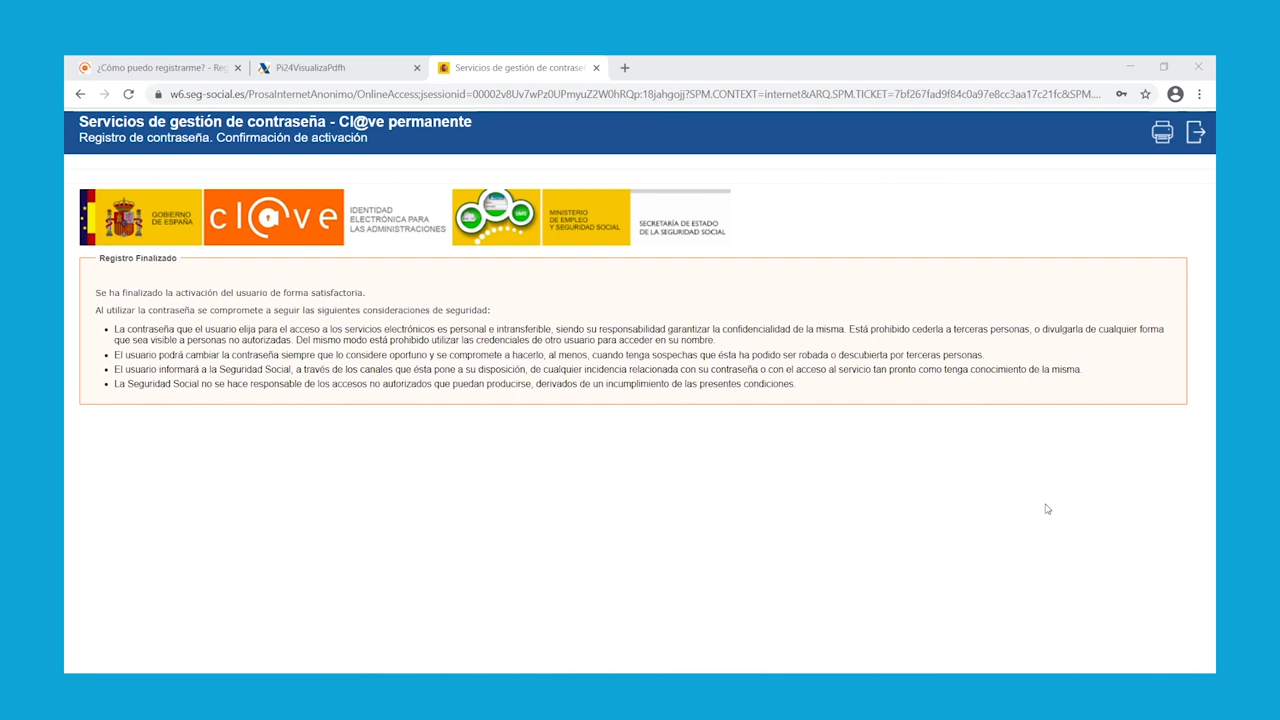 ¿Cómo puedo registrarme? - Reg
Pi24VisualizaPdfh
Servicios de gestión de contraseñ
w6.seg-social.es/ProsaInternetAnonimo/OnlineAccess;jsessionid=00002v8Uv7wPz0UPmyuZ2W0hRQp:18jahgojj?SPM.CONTEXT=internet&ARQ.SPM.TICKET=7bf267fad9f84c0a97e8cc3aa17c21fc&SPM....
Servicios de gestión de contraseña - Cl@ve permanente
Registro de contraseña. Confirmación de activación
GOBIERNO
DE ESPAÑA
cl@ve
IDENTIDAD
ELECTRÓNICA PARA
LAS ADMINISTRACIONES
MINISTERIO
DE EMPLEO
Y SEGURIDAD SOCIAL
SECRETARÍA DE ESTADO
DE LA SEGURIDAD SOCIAL
Registro Finalizado
Se ha finalizado la activación del usuario de forma satisfactoria.
Al utilizar la contraseña se compromete a seguir las siguientes consideraciones de seguridad:
• La contraseña que el usuario elija para el acceso a los servicios electrónicos es personal e intransferible, siendo su responsabilidad garantizar la confidencialidad de la misma. Está prohibido cederla a terceras personas, o divulgarla de cualquier forma
que sea visible a personas no autorizadas. Del mismo modo está prohibido utilizar las credenciales de otro usuario para acceder en su nombre.
• El usuario podrá cambiar la contraseña siempre que lo considere oportuno y se compromete a hacerlo, al menos, cuando tenga sospechas que ésta ha podido ser robada o descubierta por terceras personas.
• El usuario informará a la Seguridad Social, a través de los canales que ésta pone a su disposición, de cualquier incidencia relacionada con su contraseña o con el acceso al servicio tan pronto como tenga conocimiento de la misma.
• La Seguridad Social no se hace responsable de los accesos no autorizados que puedan producirse, derivados de un incumplimiento de las presentes condiciones.